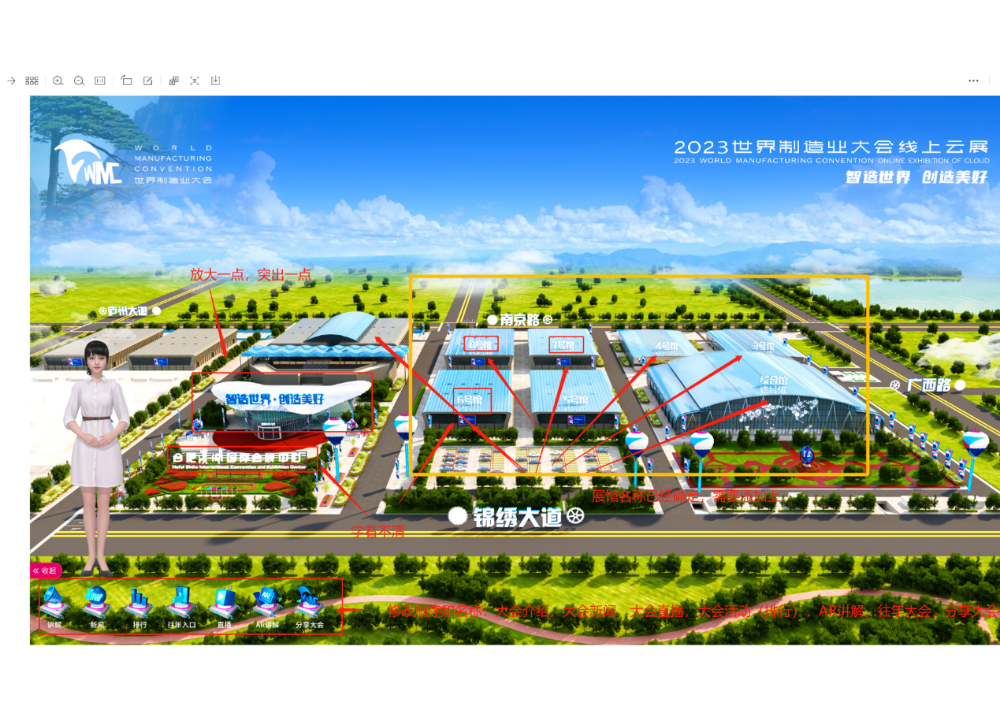 WORLD
MANUFACTURING
CONVENTION
世界制造业大会
WMC
2023世界制造业大会线上云展
2023 WORLD MANUFACTURING CONVENTION ONLINE EXHIBITION OF CLOUD
智造世界 创造美好
放大一点，突出一点
庐州大道
南京路
8号馆
7号馆
4号馆
3号馆
综合馆
广西路
智造世界·创造美好
6号馆
5号馆
合肥滨湖国际会展中心
Hefei Binhu International Convention and Exhibition Center
展馆名称已经确定，需要添加上
锦绣大道
字看不清
收起
修改顺序和名称：大会介绍，大会新闻，大会直播，大会活动（排行），AR讲解，往年大会，分享大会
讲解
新闻
排行
往年入口
直播
AR讲解
分享大会